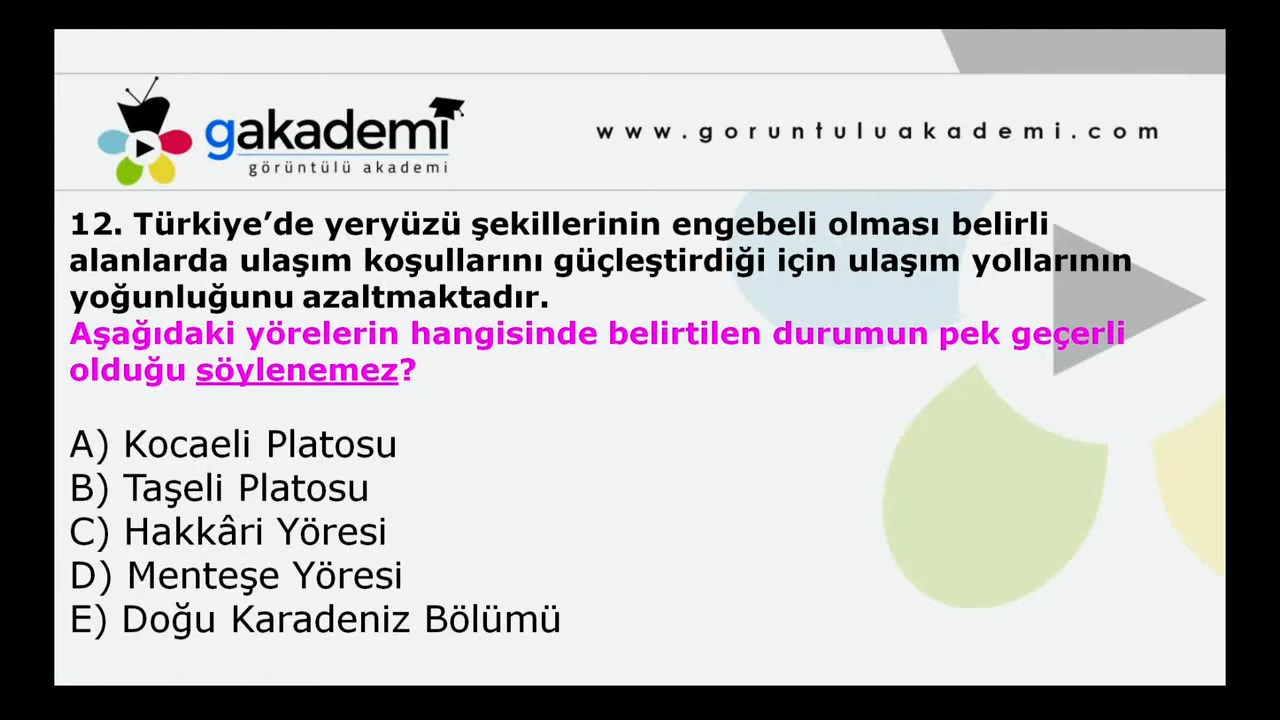 gakademi
görüntülü akademi
www.goruntuluakademi.com
12. Türkiye’de yeryüzü şekillerinin engebeli olması belirli
alanlarda ulaşım koşullarını güçleştirdiği için ulaşım yollarının
yoğunluğunu azaltmaktadır.
Aşağıdaki yörelerin hangisinde belirtilen durumun pek geçerli
olduğu söylenemez?
A) Kocaeli Platosu
B) Taşeli Platosu
C) Hakkâri Yöresi
D) Menteşe Yöresi
E) Doğu Karadeniz Bölümü